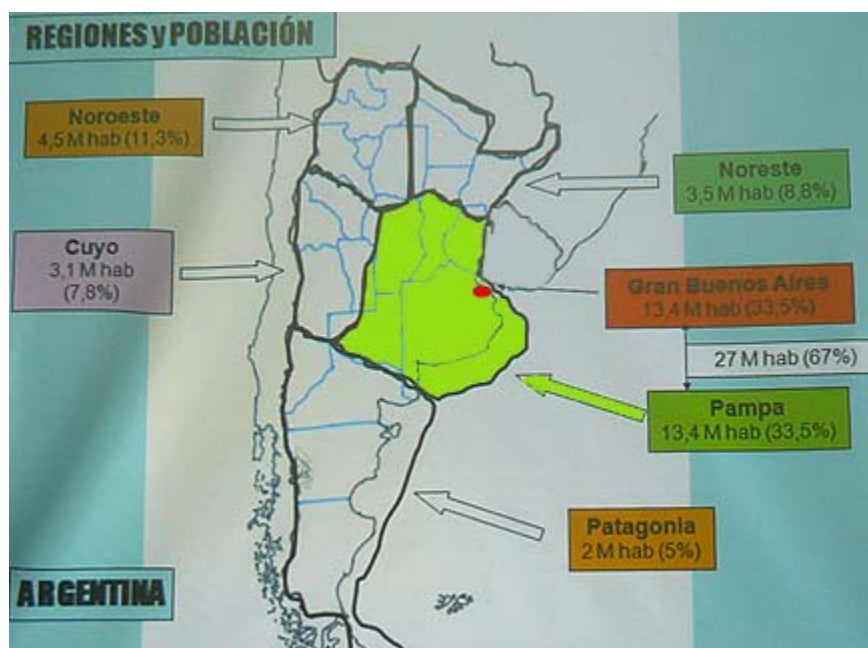 REGIONES y POBLACIÓN
Noroeste
4,5 M hab (11,3%)
Noreste
3,5 M hab (8,8%)
Cuyo
3,1 M hab
(7,8%)
Gran Buenos Aires
13,4 M hab (33,5%)
27 M hab (67%)
Pampa
13,4 M hab (33,5%)
Patagonia
2 M hab (5%)
ARGENTINA